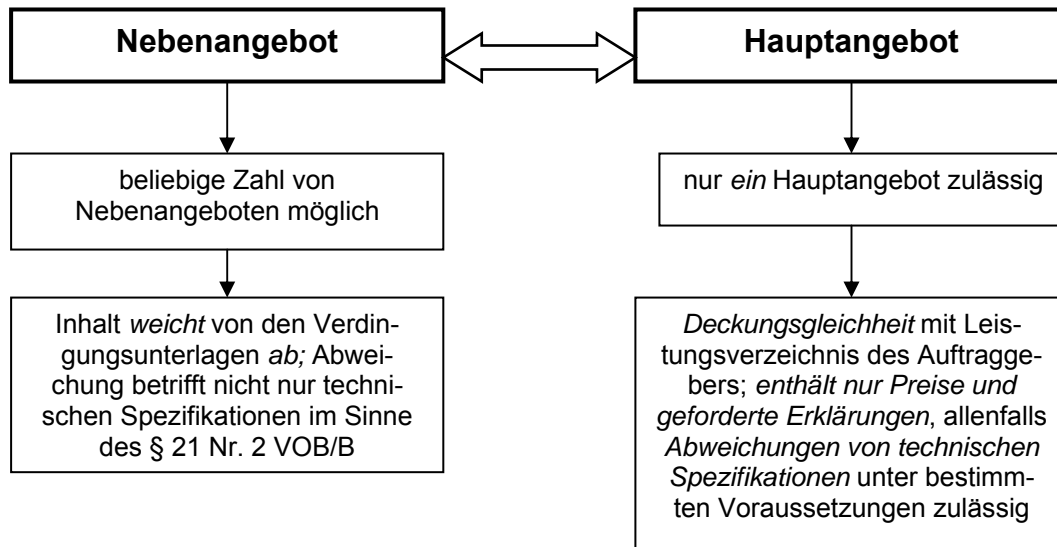 Nebenangebot
Hauptangebot
beliebige Zahl von
Nebenangeboten möglich
nur ein Hauptangebot zulässig
Inhalt weicht von den Verdin-
gungsunterlagen ab; Abwei-
chung betrifft nicht nur techni-
schen Spezifikationen im Sinne
des § 21 Nr. 2 VOB/B
Deckungsgleichheit mit Leis-
tungsverzeichnis des Auftragge-
bers; enthält nur Preise und
geforderte Erklärungen, allenfalls
Abweichungen von technischen
Spezifikationen unter bestimm-
ten Voraussetzungen zulässig